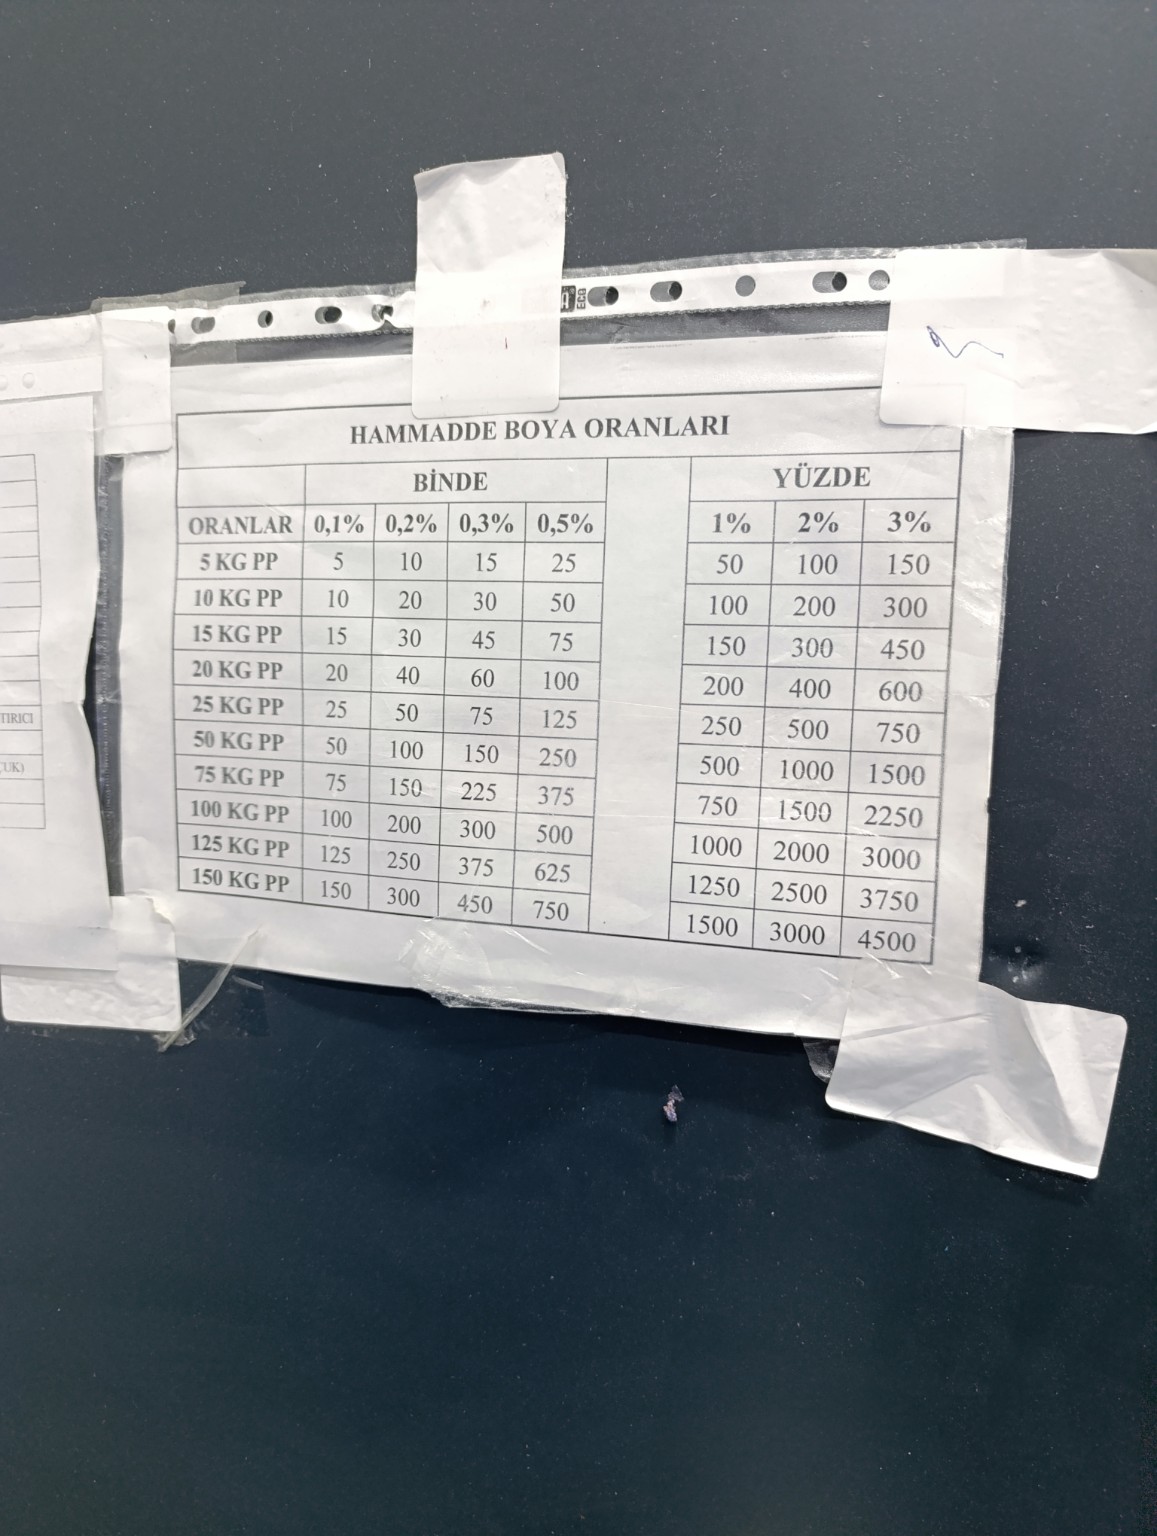 ECO
HAMMADDE BOYA ORANLARI
BİNDE YÜZDE
ORANLAR 0,1% 0,2% 0,3% 0,5% 1% 2% 3%
5 KG PP 5 10 15 25 50 100 150
10 KG PP 10 20 30 50 100 200 300
15 KG PP 15 30 45 75 150 300 450
20 KG PP 20 40 60 100 200 400 600
25 KG PP 25 50 75 125 250 500 750
50 KG PP 50 100 150 250 500 1000 1500
75 KG PP 75 150 225 375 750 1500 2250
100 KG PP 100 200 300 500 1000 2000 3000
125 KG PP 125 250 375 625 1250 2500 3750
150 KG PP 150 300 450 750 1500 3000 4500
TIRICI